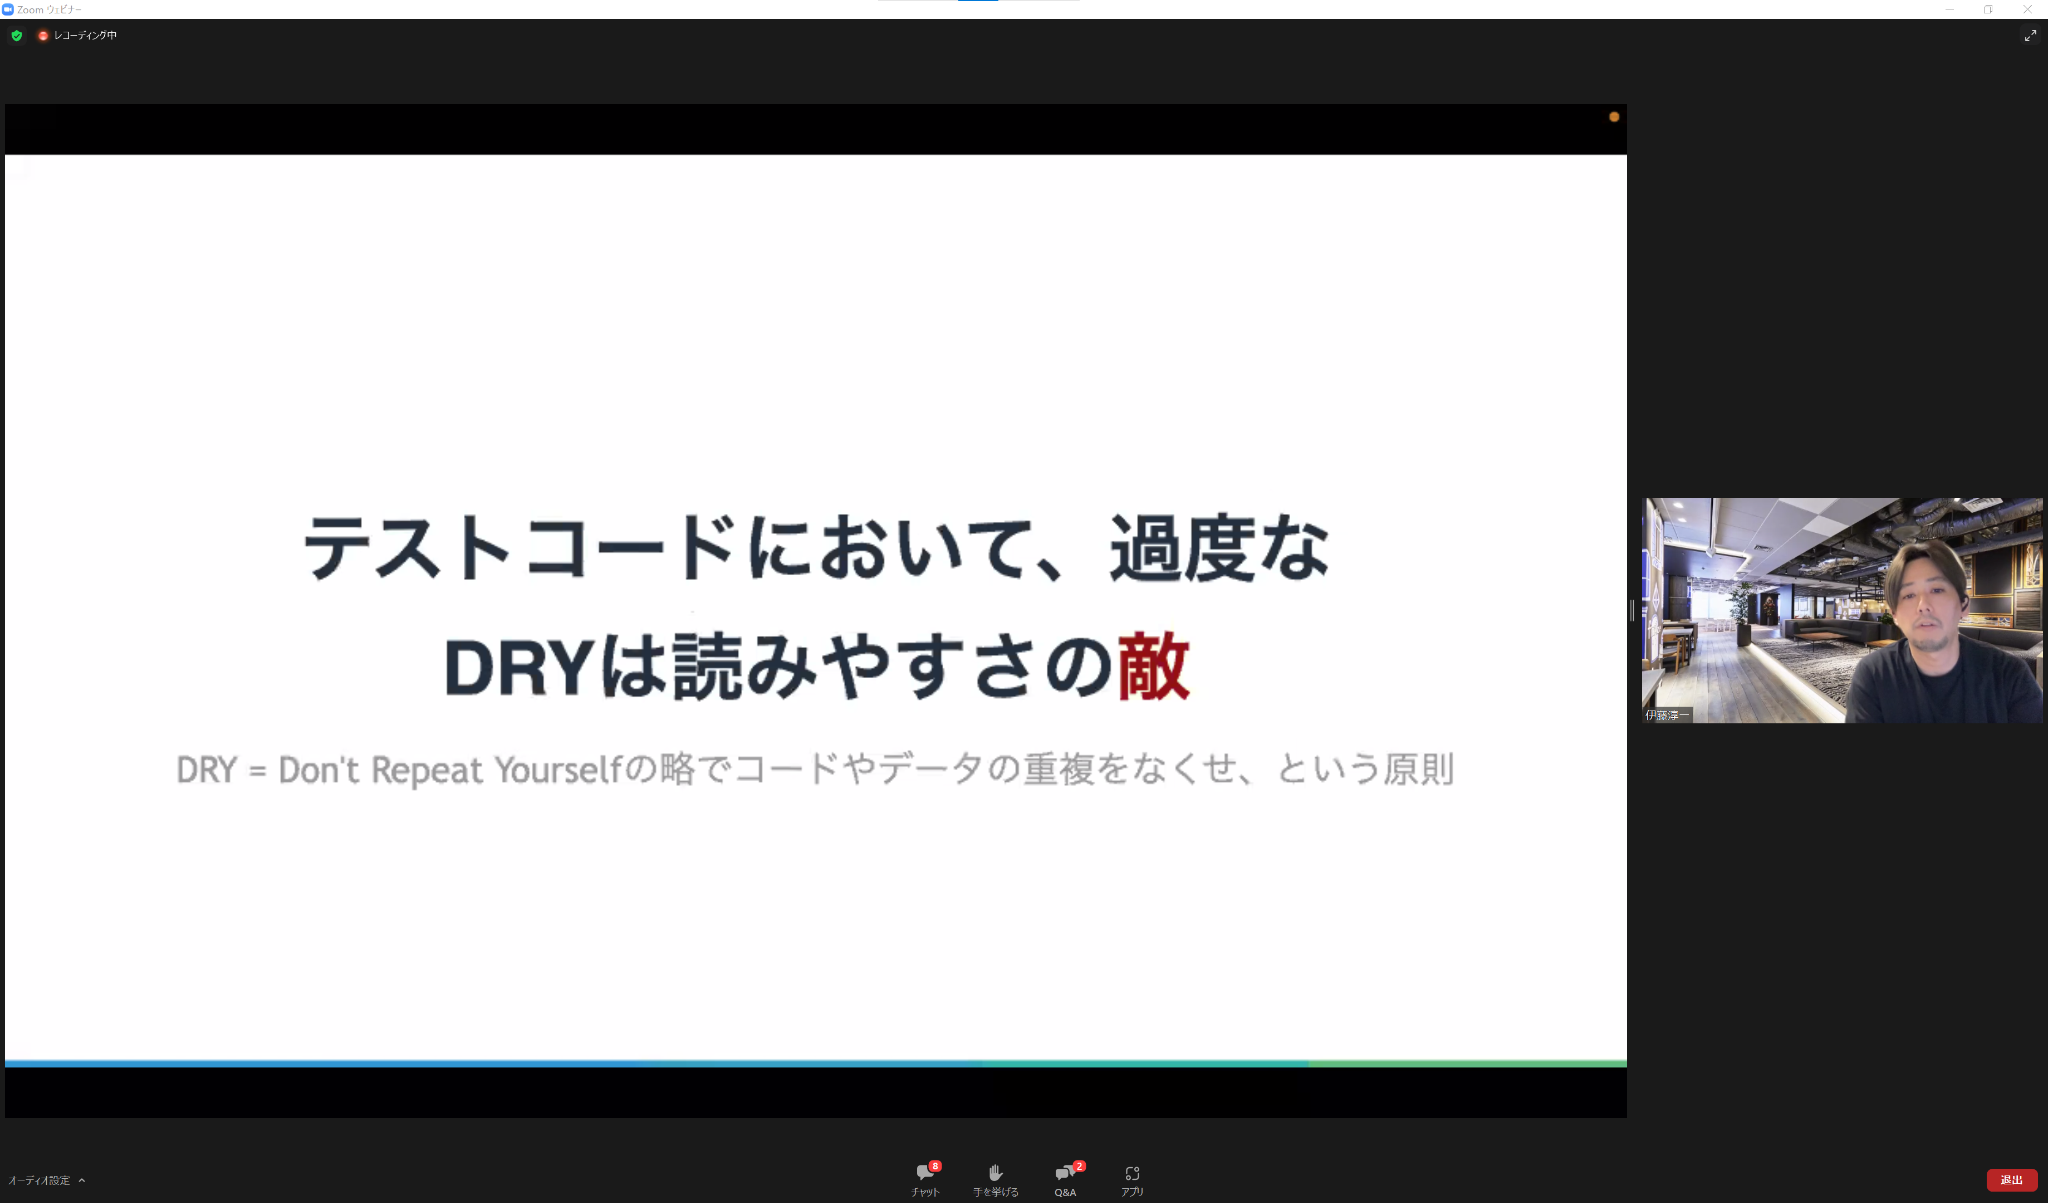 Zoom ウェビナー
レコーディング中
テストコードにおいて、過度な
DRYは読みやすさの敵
DRY = Don't Repeat Yourselfの略でコードやデータの重複をなくせ、という原則
伊藤淳一
オーディオ設定
8
チャット
手を挙げる
2
Q&A
アプリ
退出